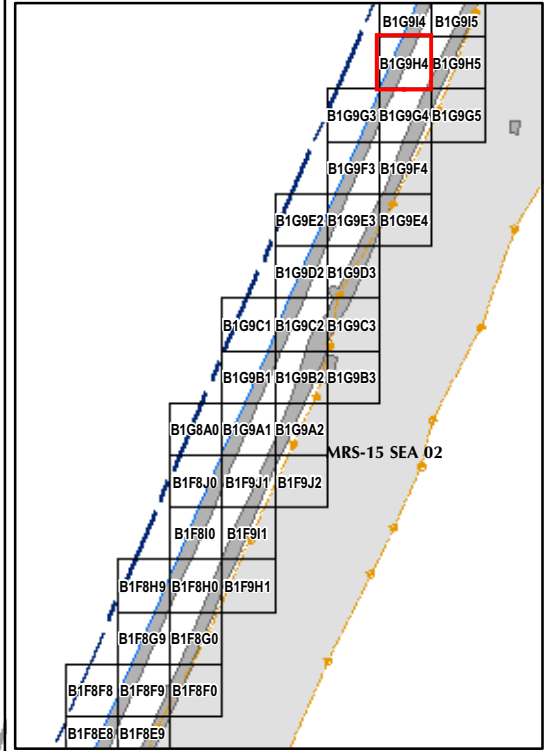 B1G9I4 B1G9I5
B1G9H4 B1G9H5
B1G9G3 B1G9G4 B1G9G5
B1G9F3 B1G9F4
B1G9E2 B1G9E3 B1G9E4
B1G9D2 B1G9D3
B1G9C1 B1G9C2 B1G9C3
B1G9B1 B1G9B2 B1G9B3
B1G8A0 B1G9A1 B1G9A2
MRS-15 SEA 02
B1F8J0 B1F9J1 B1F9J2
B1F8I0 B1F9I1
B1F8H9 B1F8H0 B1F9H1
B1F8G9 B1F8G0
B1F8F8 B1F8F9 B1F8F0
B1F8E8 B1F8E9